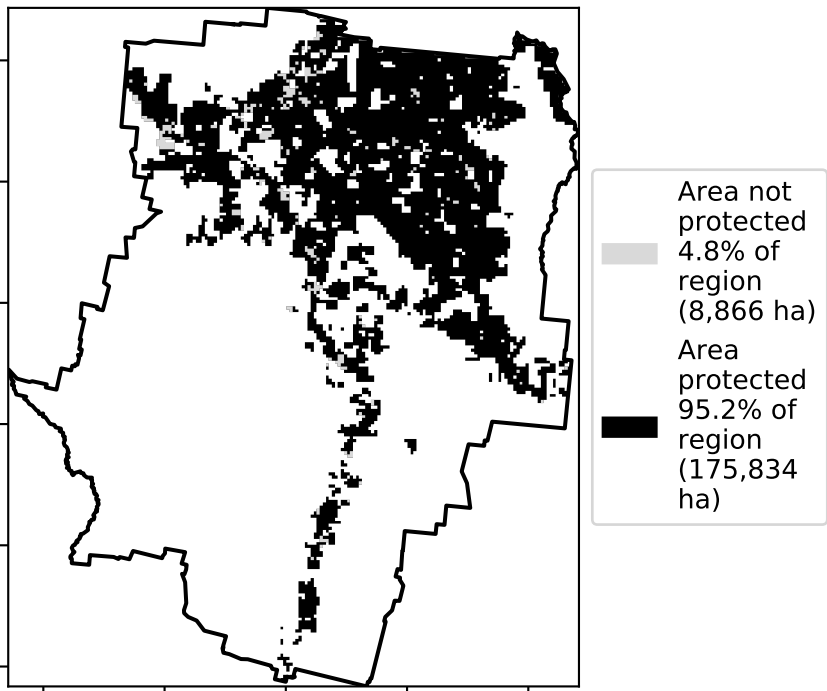 Area not
protected
4.8% of
region
(8,866 ha)
Area
protected
95.2% of
region
(175,834
ha)